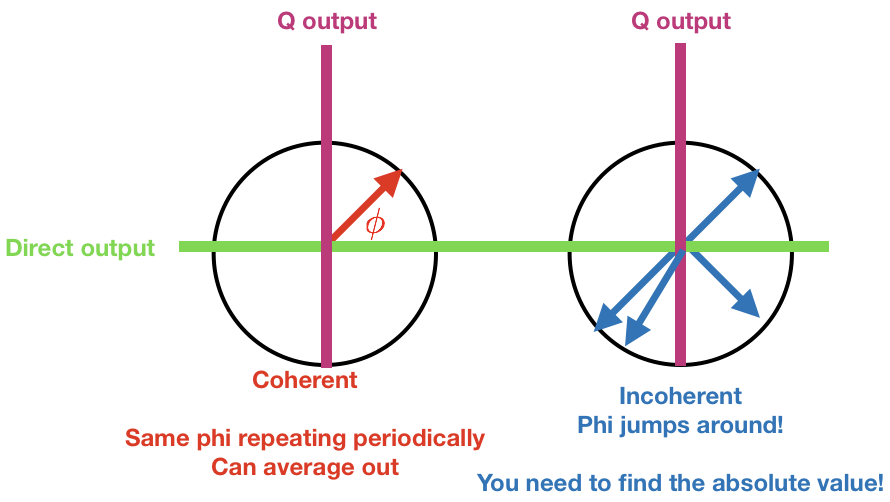 Q output
Q output
Direct output
ϕ
Coherent
Same phi repeating periodically
Can average out
Incoherent
Phi jumps around!
You need to find the absolute value!